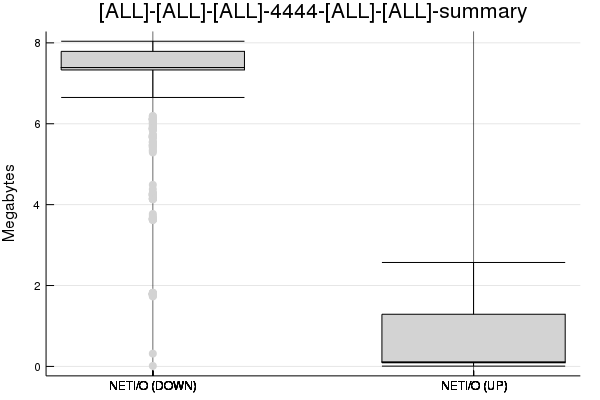 [ALL]-[ALL]-[ALL]-4444-[ALL]-[ALL]-summary
Megabytes
8
6
4
2
0
NETI/O (DOWN)
NETI/O (UP)